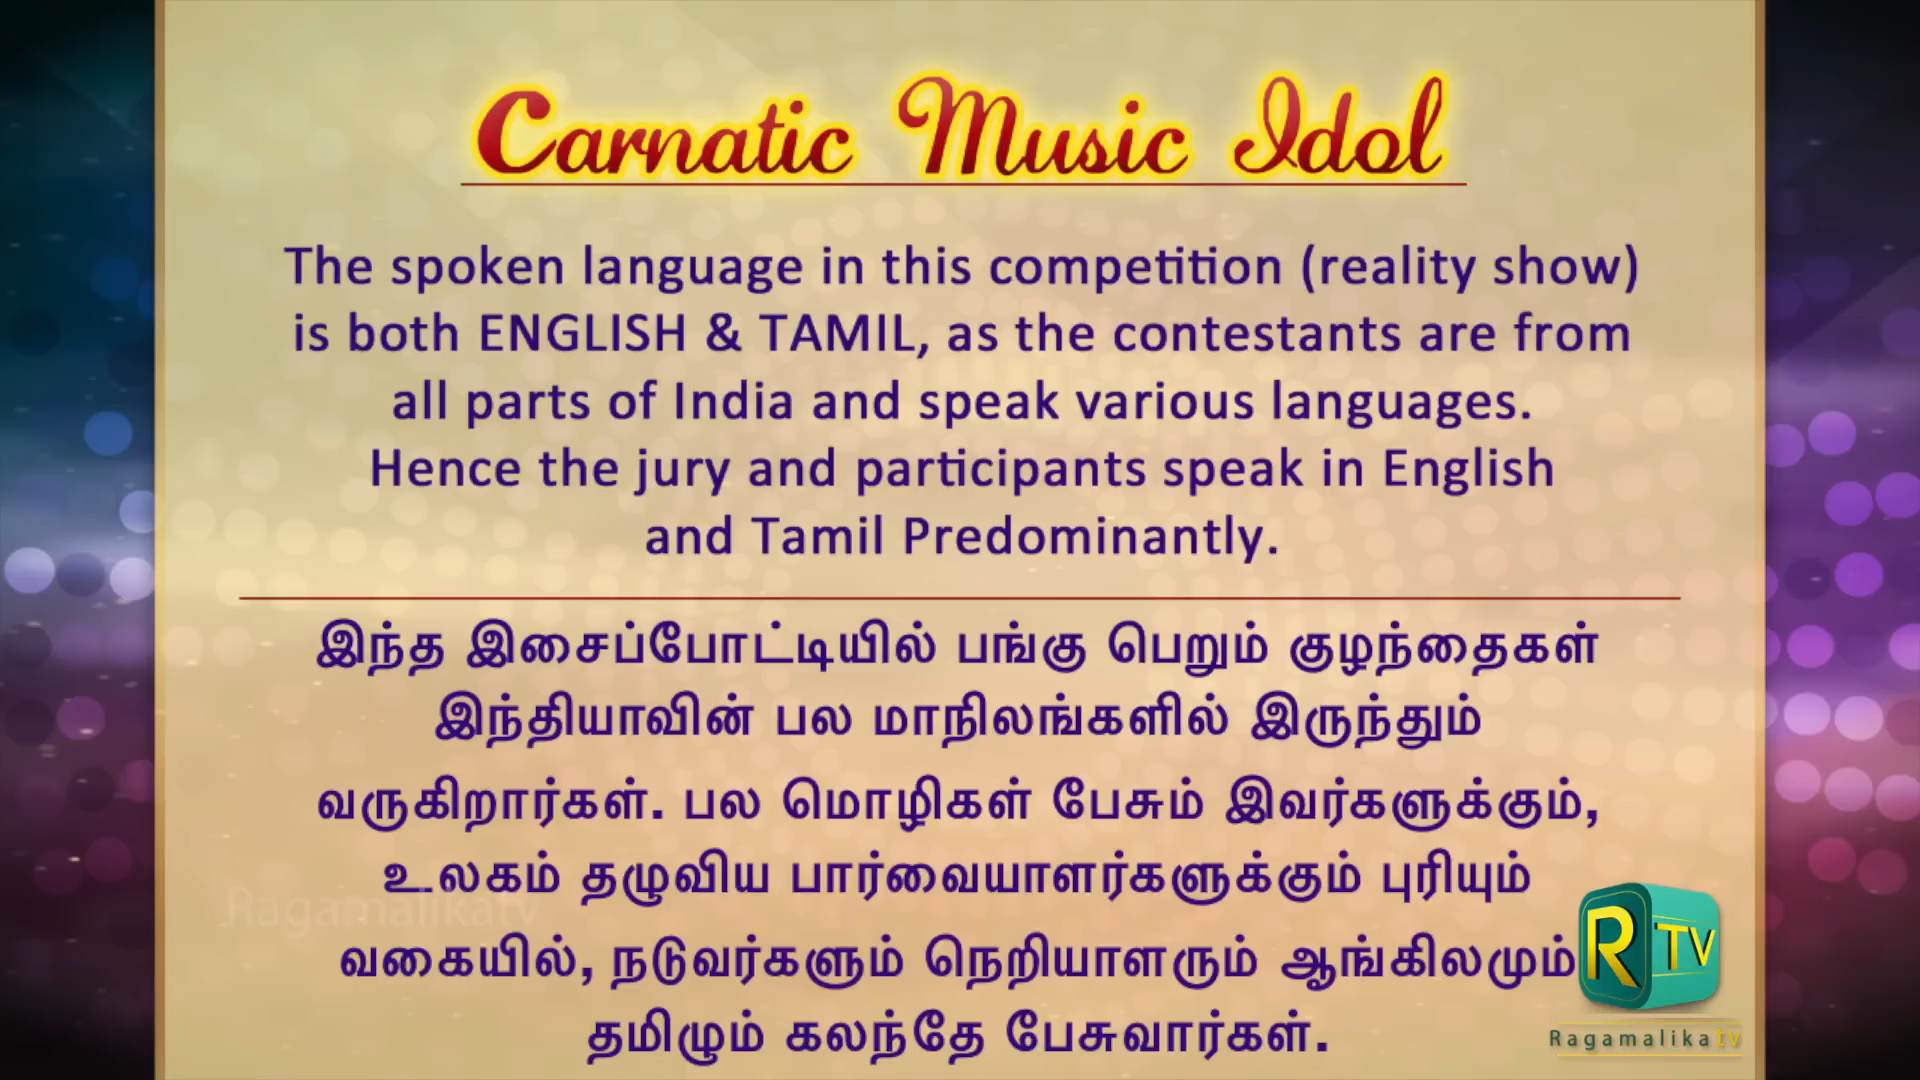 Carnatic Music Idol
The spoken language in this competition (reality show)
is both ENGLISH & TAMIL, as the contestants are from
all parts of India and speak various languages.
Hence the jury and participants speak in English
and Tamil Predominantly.
இந்த இசைப்போட்டியில் பங்கு பெறும் குழந்தைகள்
இந்தியாவின் பல மாநிலங்களில் இருந்தும்
வருகிறார்கள். பல மொழிகள் பேசும் இவர்களுக்கும்,
உலகம் தழுவிய பார்வையாளர்களுக்கும் புரியும்
வகையில், நடுவர்களும் நெறியாளரும் ஆங்கிலமும்
தமிழும் கலந்தே பேசுவார்கள்.
Ragamalikatv
R TV
Ragamalikatv